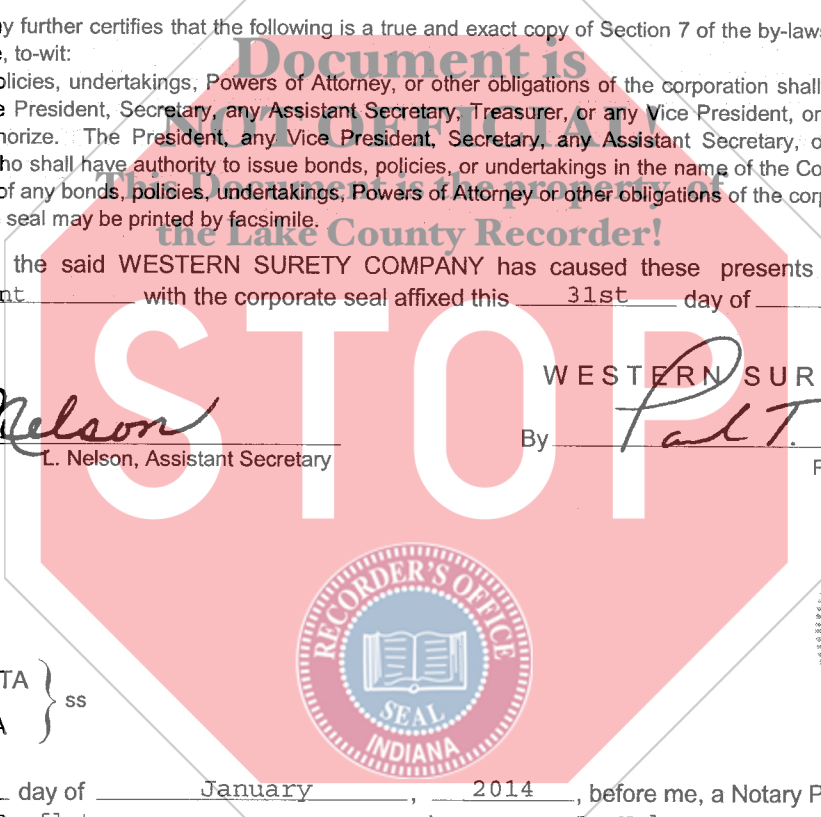 y further certifies that the following is a true and exact copy of Section 7 of the by-laws
, to-wit:
Document is
olicies, undertakings, Powers of Attorney, or other obligations of the corporation shall
e President, Secretary, any Assistant Secretary, Treasurer, or any Vice President, or
NOT OFFICIAL!
horize. The President, any Vice President, Secretary, any Assistant Secretary, o
ho shall have authority to issue bonds, policies, or undertakings in the name of the Co
This Document is the property of
of any bonds, policies, undertakings, Powers of Attorney or other obligations of the corp
seal may be printed by facsimile.
the Lake County Recorder!
the said WESTERN SURETY COMPANY has caused these presents
nt with the corporate seal affixed this 31st day of
STOP
WESTERN SUR
Nelson
By Paul T.
L. Nelson, Assistant Secretary
RECORDER'S OFFICE
SEAL
INDIANA
TA
ss
A
day of January, 2014, before me, a Notary P